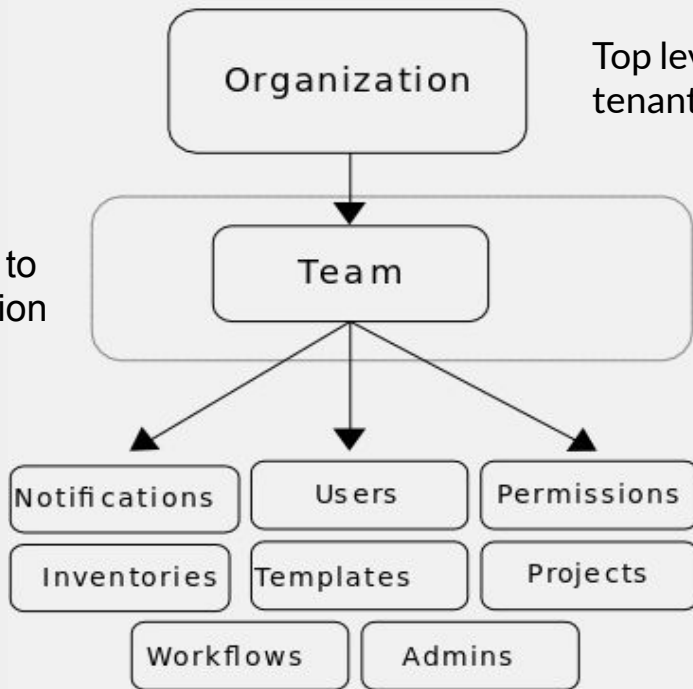 Organization
Top lev
tenant
to
ion
Team
Notifications
Users
Permissions
Inventories
Templates
Projects
Workflows
Admins